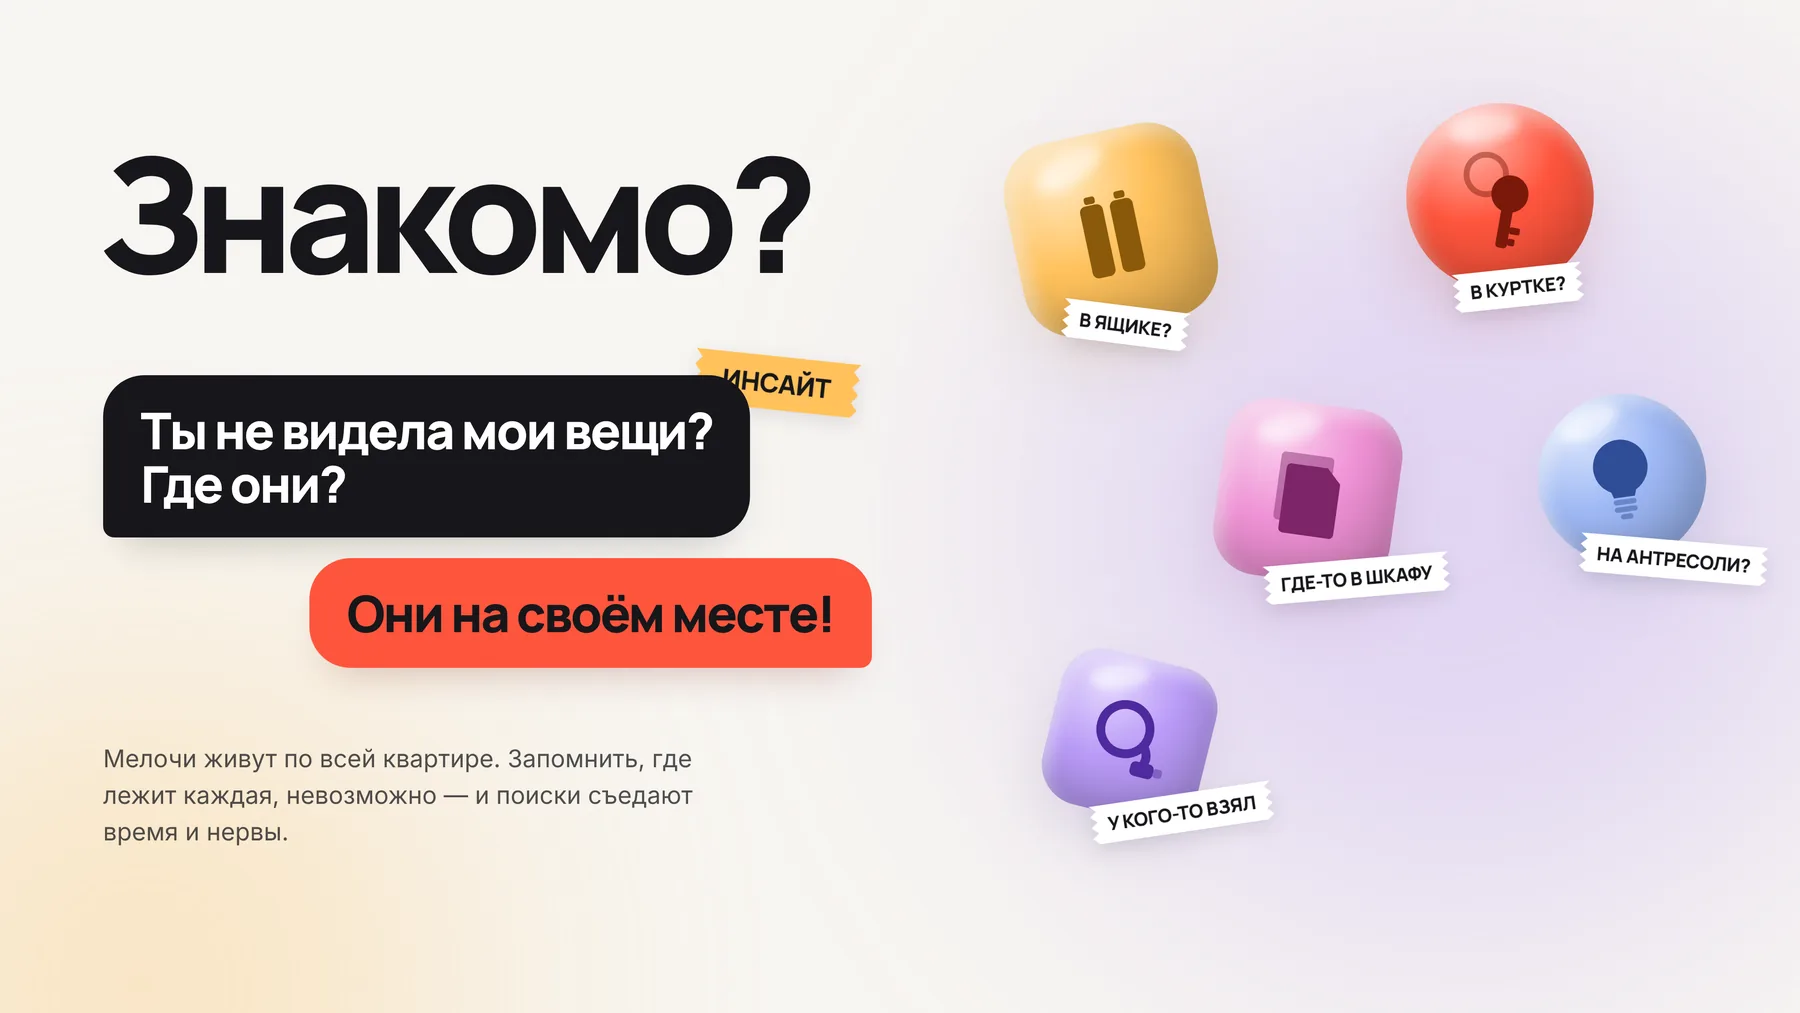 Знакомо?
ИНСАЙТ
Ты не видела мои вещи?
Где они?
Они на своём месте!
Мелочи живут по всей квартире. Запомнить, где
лежит каждая, невозможно — и поиски съедают
время и нервы.
В ЯЩИКЕ?
В КУРТКЕ?
ГДЕ-ТО В ШКАФУ
НА АНТРЕСОЛИ?
У КОГО-ТО ВЗЯЛ